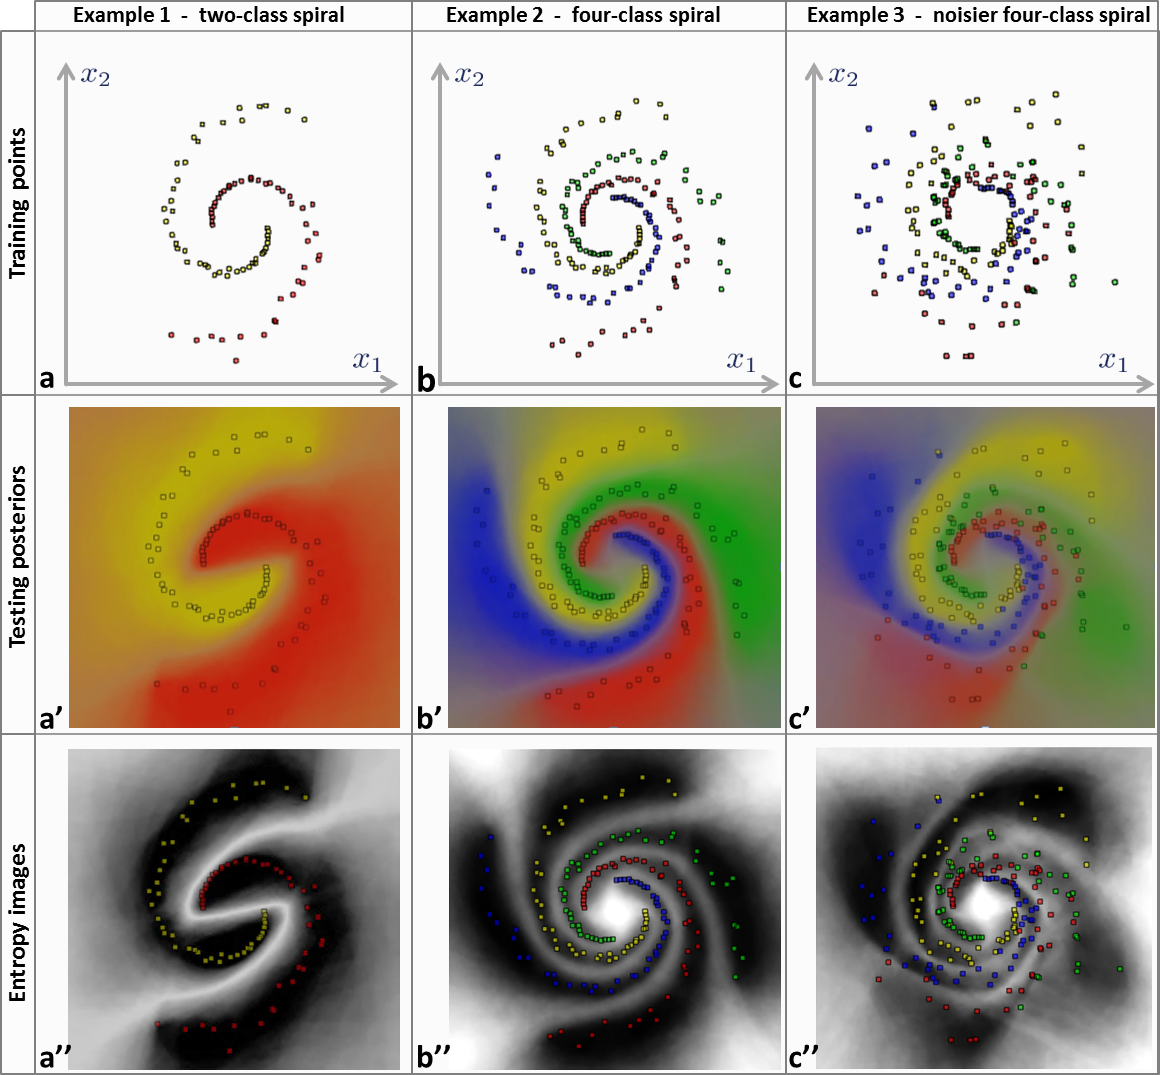 Example 1 - two-class spiral
Example 2 - four-class spiral
Example 3 - noisier four-class spiral
Training points
x2
x1
a
x2
x1
b
x2
x1
c
Testing posteriors
a′
b′
c′
Entropy images
a′′
b′′
c′′